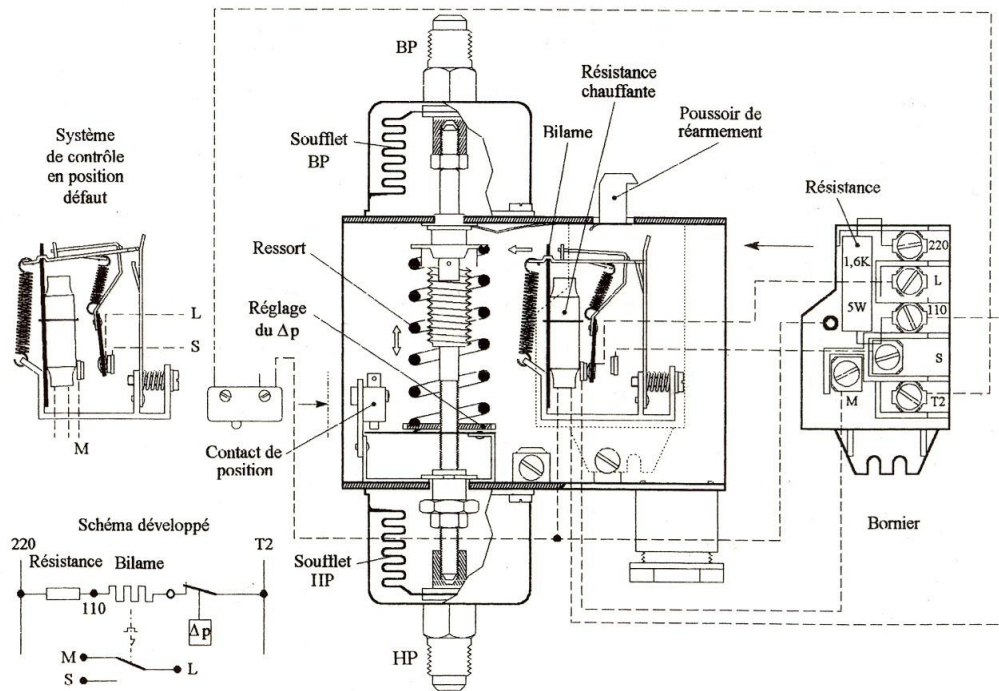 BP
Résistance
chauffante
Poussoir de
réarmement
Bilame
Soufflet
BP
Système
de contrôle
en position
défaut
Résistance
Ressort
Réglage
du Δp
1,6K
5W
220
L
110
S
M
T2
L
S
M
Contact de
position
Bornier
Schéma développé
220
Résistance
Bilame
T2
110
Δp
M
L
S
Soufflet
HP
HP